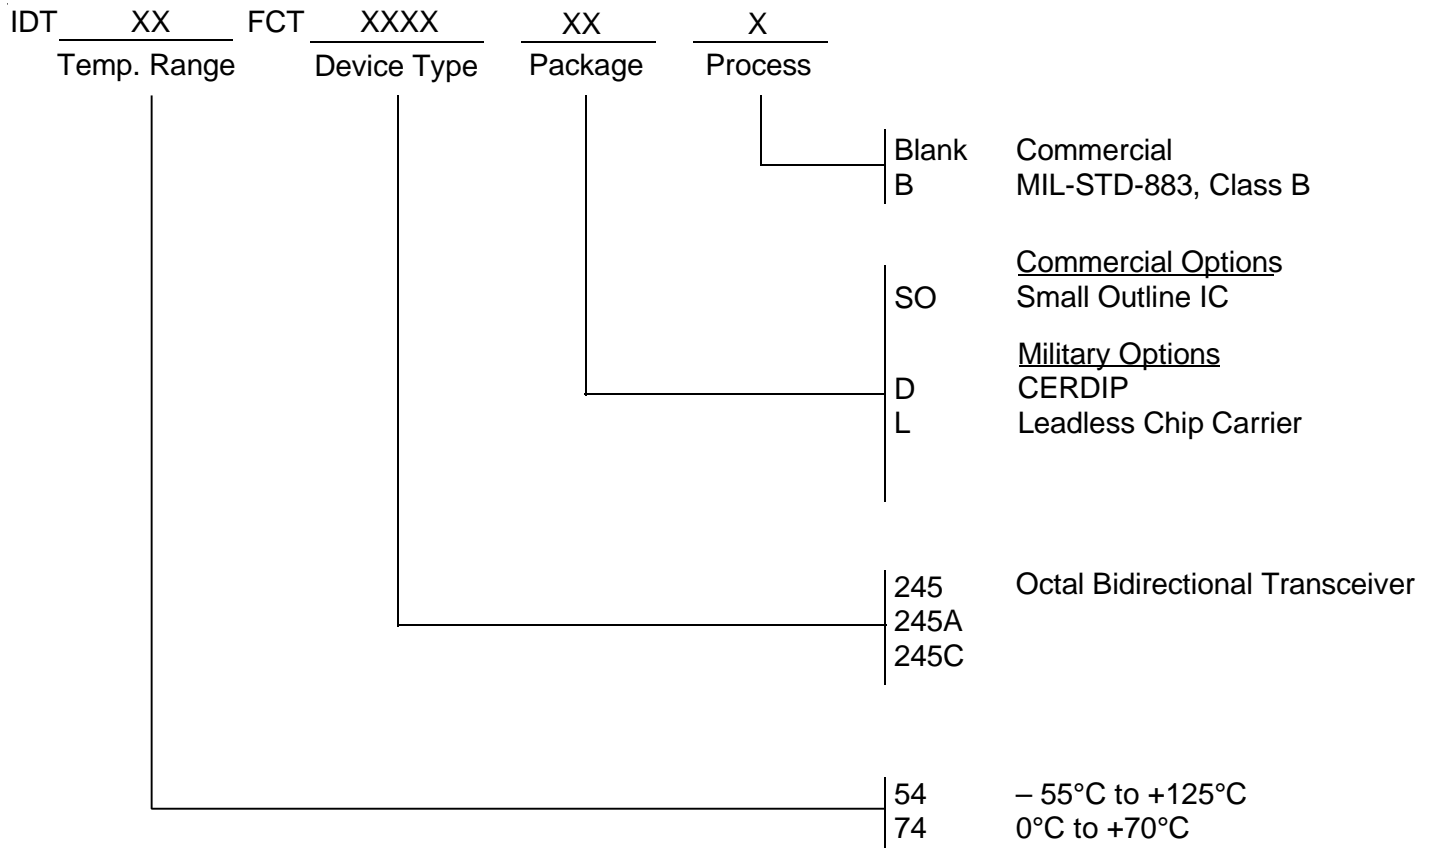 IDT XX FCT XXXX XX X
Temp. Range Device Type Package Process
Blank Commercial
B MIL-STD-883, Class B
Commercial Options
SO Small Outline IC
Military Options
D CERDIP
L Leadless Chip Carrier
245 Octal Bidirectional Transceiver
245A
245C
54 – 55°C to +125°C
74 0°C to +70°C